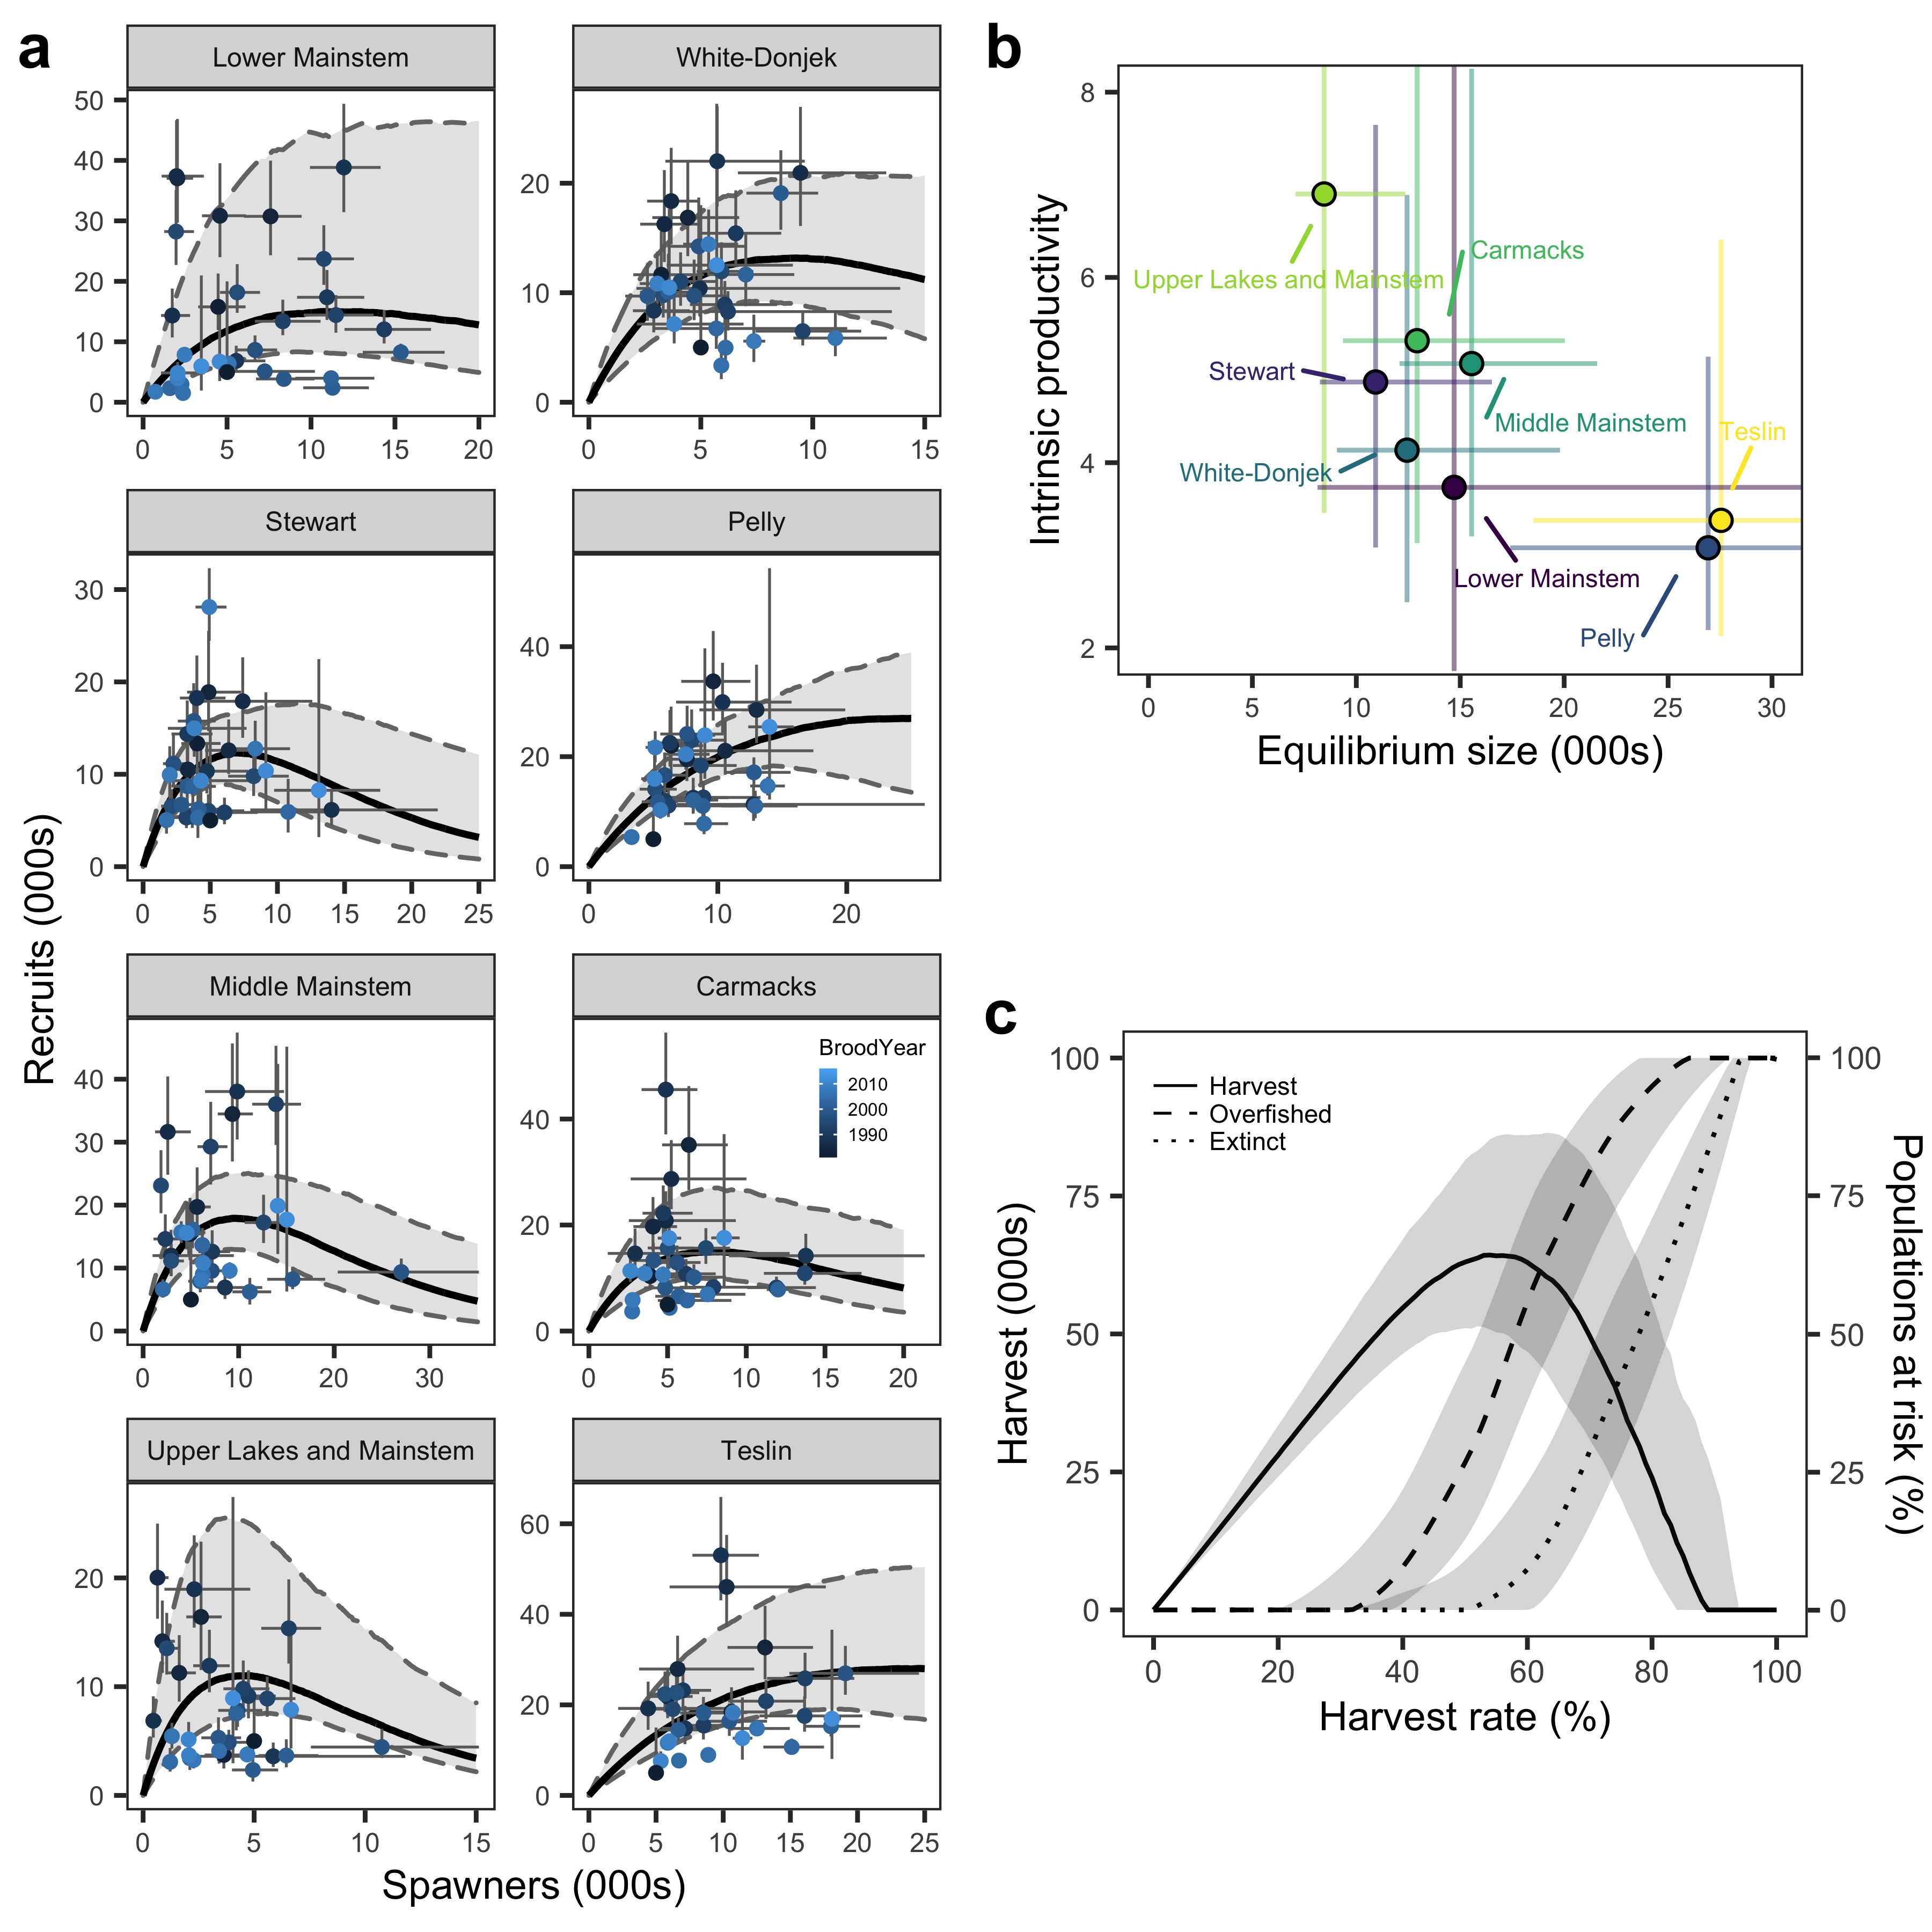 a
Lower Mainstem
White-Donjek
50
40
30
20
10
0
0 5 10 15 20
20
10
0
0 5 10 15
Stewart
Pelly
30
20
10
0
0 5 10 15 20 25
40
20
0
0 10 20
Middle Mainstem
Carmacks
40
30
20
10
0
0 10 20 30
40
20
0
0 5 10 15 20
BroodYear
2010
2000
1990
Upper Lakes and Mainstem
Teslin
20
10
0
0 5 10 15
60
40
20
0
0 5 10 15 20 25
Recruits (000s)
Spawners (000s)
b
8
6
4
2
Intrinsic productivity
Upper Lakes and Mainstem
Carmacks
Stewart
Middle Mainstem
Teslin
White-Donjek
Lower Mainstem
Pelly
0 5 10 15 20 25 30
Equilibrium size (000s)
c
100
75
50
25
0
Harvest (000s)
Harvest
Overfished
Extinct
100
75
50
25
0
Populations at risk (%)
0 20 40 60 80 100
Harvest rate (%)